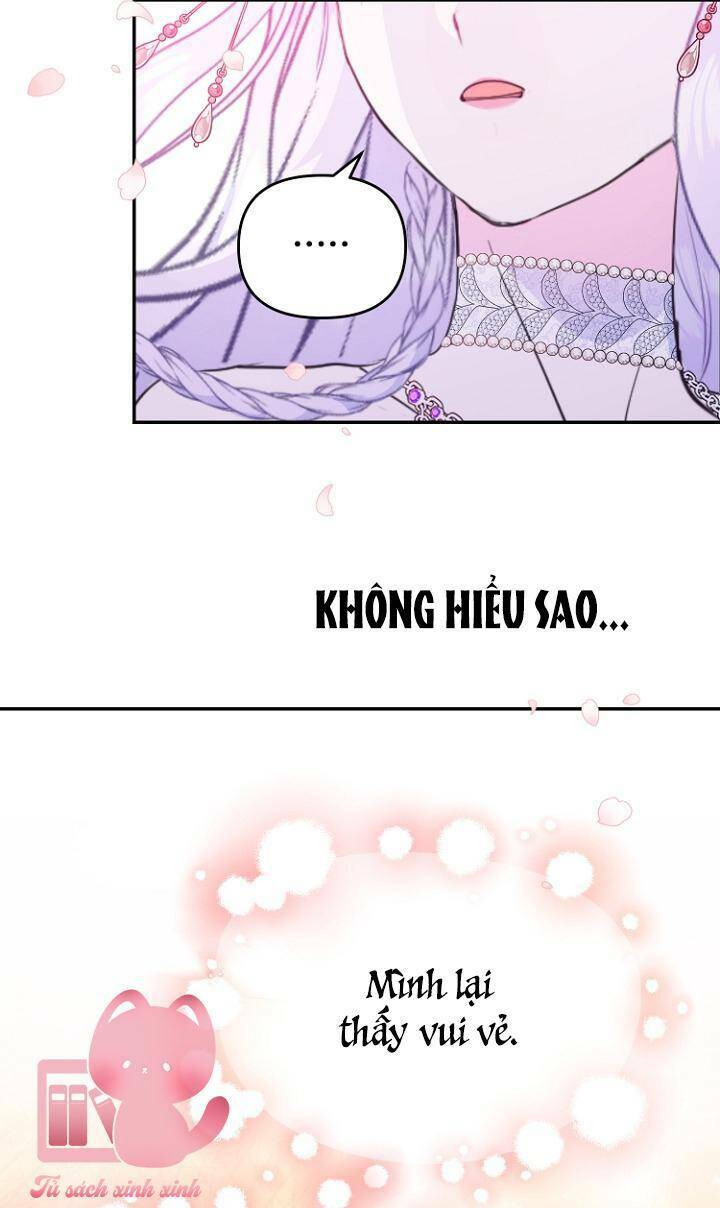 .....
KHÔNG HIỂU SAO...
Mình lại
thấy vui vẻ.
Tủ sách xinh xinh